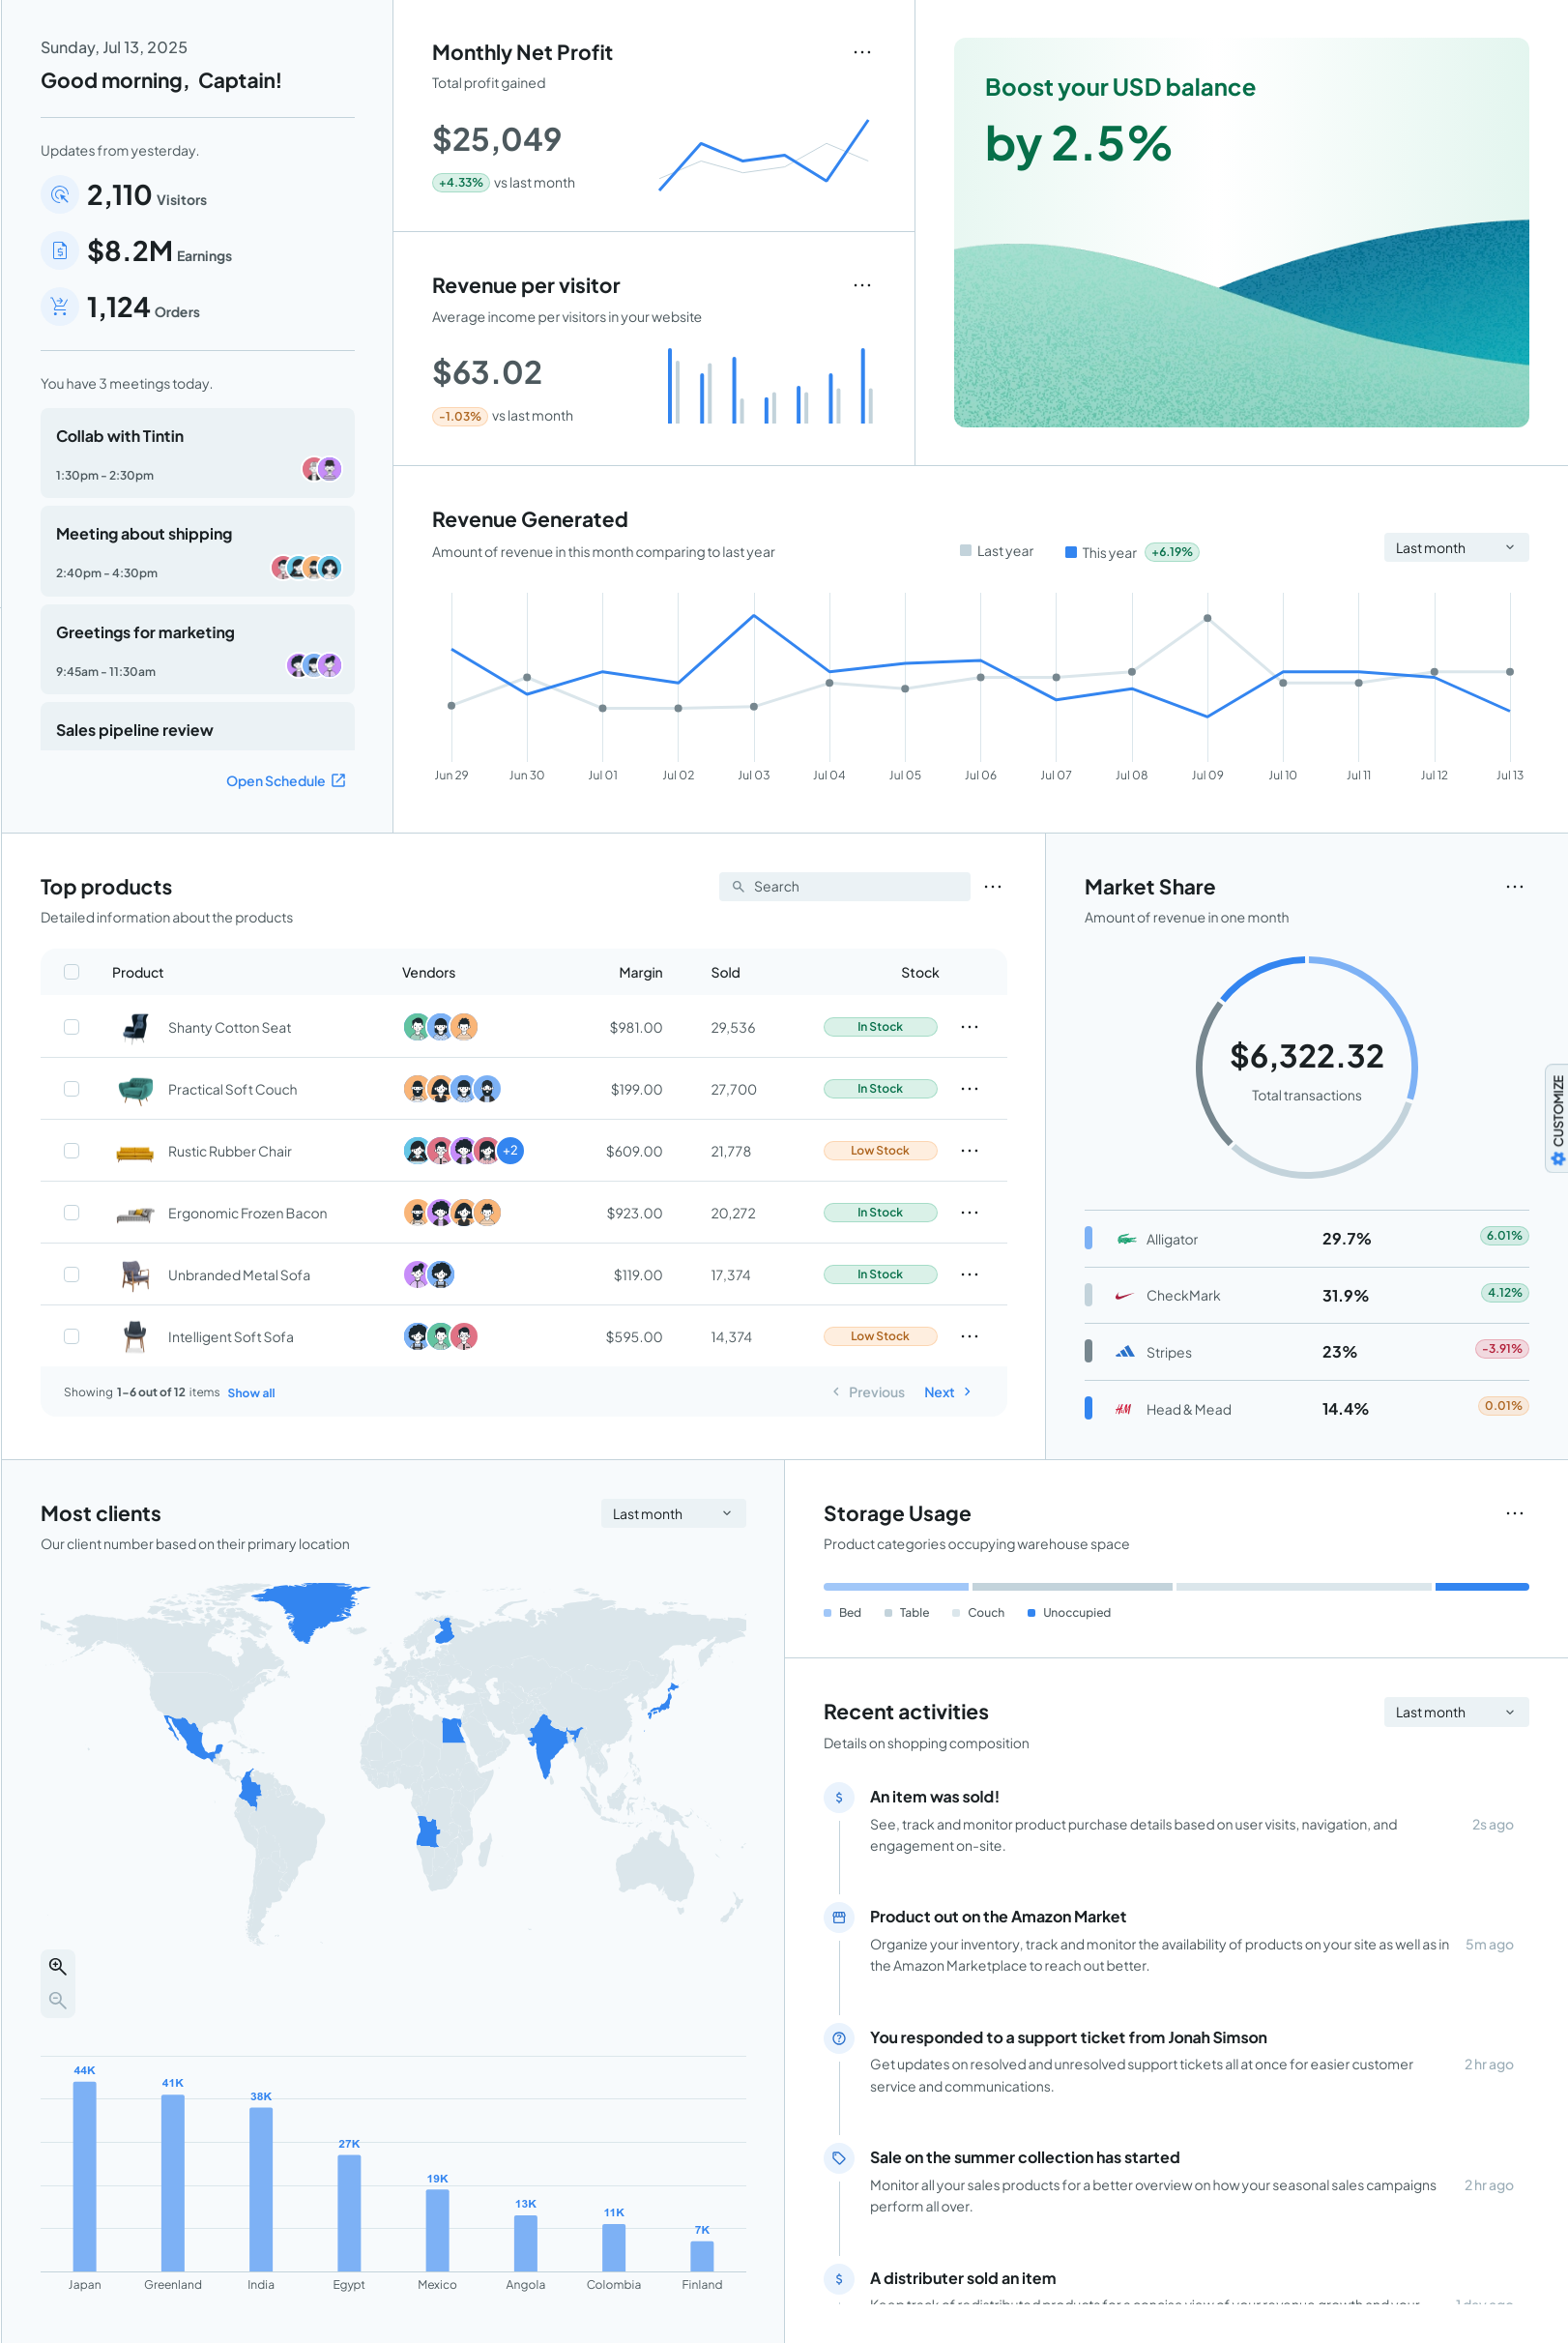 Sunday, Jul 13, 2025
Good morning, Captain!
Updates from yesterday.
2,110 Visitors
$8.2M Earnings
1,124 Orders
You have 3 meetings today.
Collab with Tintin
1:30pm - 2:30pm
Meeting about shipping
2:40pm - 4:30pm
Greetings for marketing
9:45am - 11:30am
Sales pipeline review
Open Schedule
Monthly Net Profit
Total profit gained
$25,049
+4.33% vs last month
Revenue per visitor
Average income per visitors in your website
$63.02
-1.03% vs last month
Boost your USD balance
by 2.5%
Revenue Generated
Amount of revenue in this month comparing to last year
Last year This year +6.19%
Last month
Jun 29 Jun 30 Jul 01 Jul 02 Jul 03 Jul 04 Jul 05 Jul 06 Jul 07 Jul 08 Jul 09 Jul 10 Jul 11 Jul 12 Jul 13
Top products
Detailed information about the products
Search
Product Vendors Margin Sold Stock
Shanty Cotton Seat $981.00 29,536 In Stock
Practical Soft Couch $199.00 27,700 In Stock
Rustic Rubber Chair +2 $609.00 21,778 Low Stock
Ergonomic Frozen Bacon $923.00 20,272 In Stock
Unbranded Metal Sofa $119.00 17,374 In Stock
Intelligent Soft Sofa $595.00 14,374 Low Stock
Showing 1–6 out of 12 items Show all Previous Next
Market Share
Amount of revenue in one month
$6,322.32
Total transactions
Alligator 29.7% 6.01%
CheckMark 31.9% 4.12%
Stripes 23% -3.91%
H&M Head & Mead 14.4% 0.01%
CUSTOMIZE
Most clients
Our client number based on their primary location
Last month
44K 41K 38K 27K 19K 13K 11K 7K
Japan Greenland India Egypt Mexico Angola Colombia Finland
Storage Usage
Product categories occupying warehouse space
Bed Table Couch Unoccupied
Recent activities
Details on shopping composition
Last month
An item was sold!
See, track and monitor product purchase details based on user visits, navigation, and 2s ago
engagement on-site.
Product out on the Amazon Market
Organize your inventory, track and monitor the availability of products on your site as well as in 5m ago
the Amazon Marketplace to reach out better.
You responded to a support ticket from Jonah Simson
Get updates on resolved and unresolved support tickets all at once for easier customer 2 hr ago
service and communications.
Sale on the summer collection has started
Monitor all your sales products for a better overview on how your seasonal sales campaigns 2 hr ago
perform all over.
A distributer sold an item